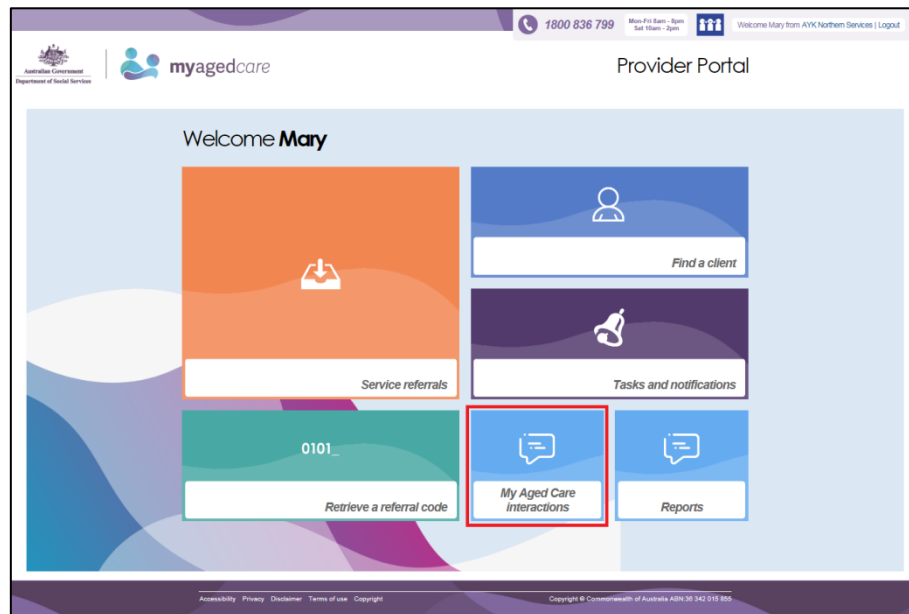 1800 836 799
Mon-Fri 8am - 8pm
Sat 10am - 2pm
Welcome Mary from AYK Northern Services | Logout
Australian Government
Department of Social Services
myagedcare
Provider Portal
Welcome Mary
Find a client
Service referrals
Tasks and notifications
0101_
Retrieve a referral code
My Aged Care
interactions
Reports
Accessibility Privacy Disclaimer Terms of use Copyright
Copyright © Commonwealth of Australia ABN:36 342 015 855